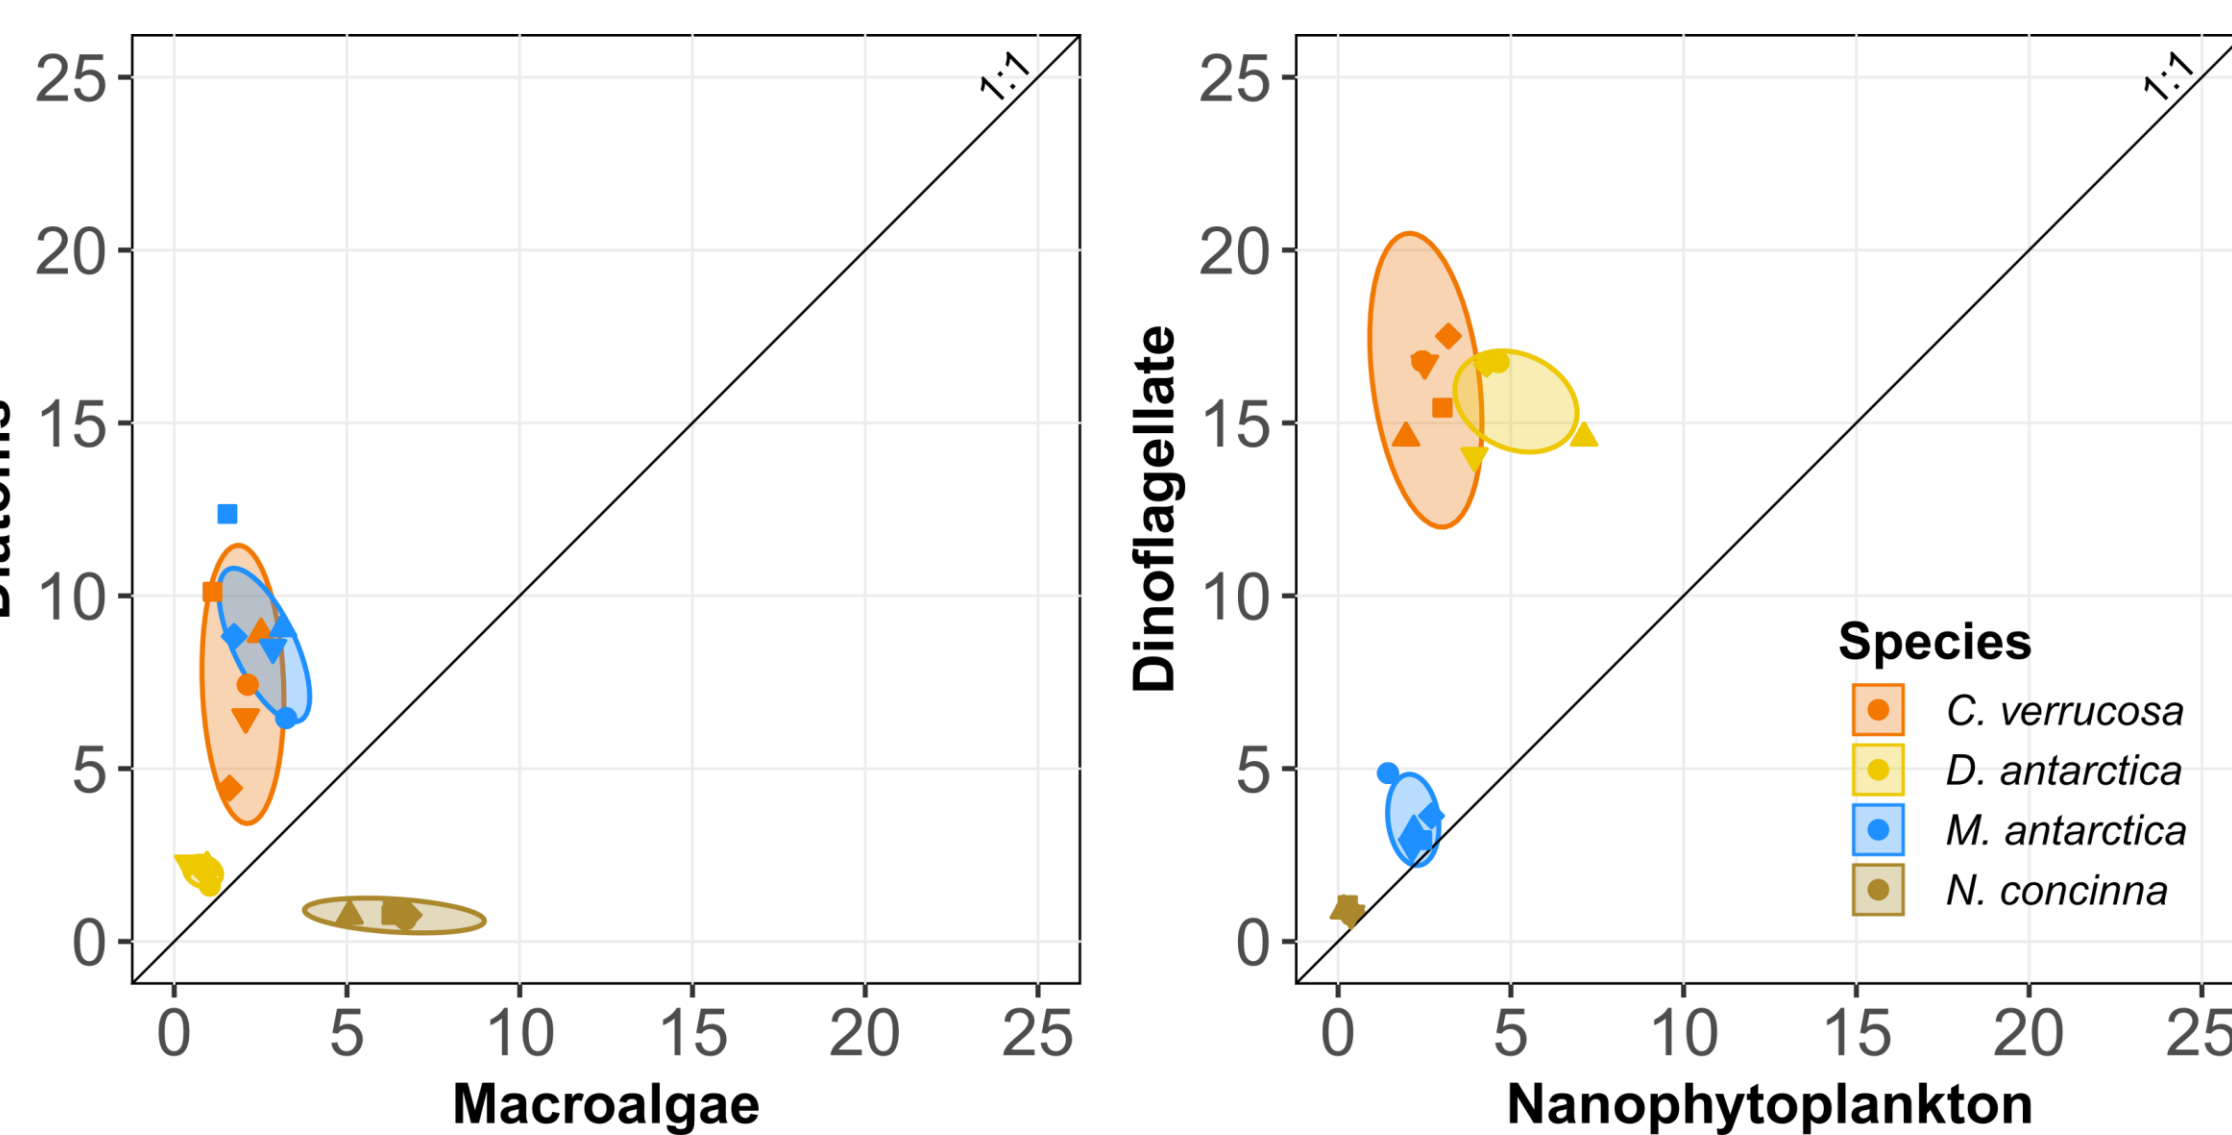 25
20
15
10
5
0
1:1
0 5 10 15 20 25
Macroalgae
Dinoflagellate
25
20
15
10
5
0
1:1
Species
C. verrucosa
D. antarctica
M. antarctica
N. concinna
0 5 10 15 20 25
Nanophytoplankton